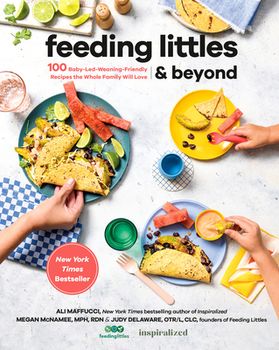 feeding littles
100 Baby-Led-Weaning-Friendly
Recipes the Whole Family Will Love
& beyond
New York
Times
Bestseller
ALI MAFFUCCI, New York Times bestselling author of Inspiralized
MEGAN McNAMEE, MPH, RDN & JUDY DELAWARE, OTR/L, CLC, founders of Feeding Littles
feedinglittles
inspiralized